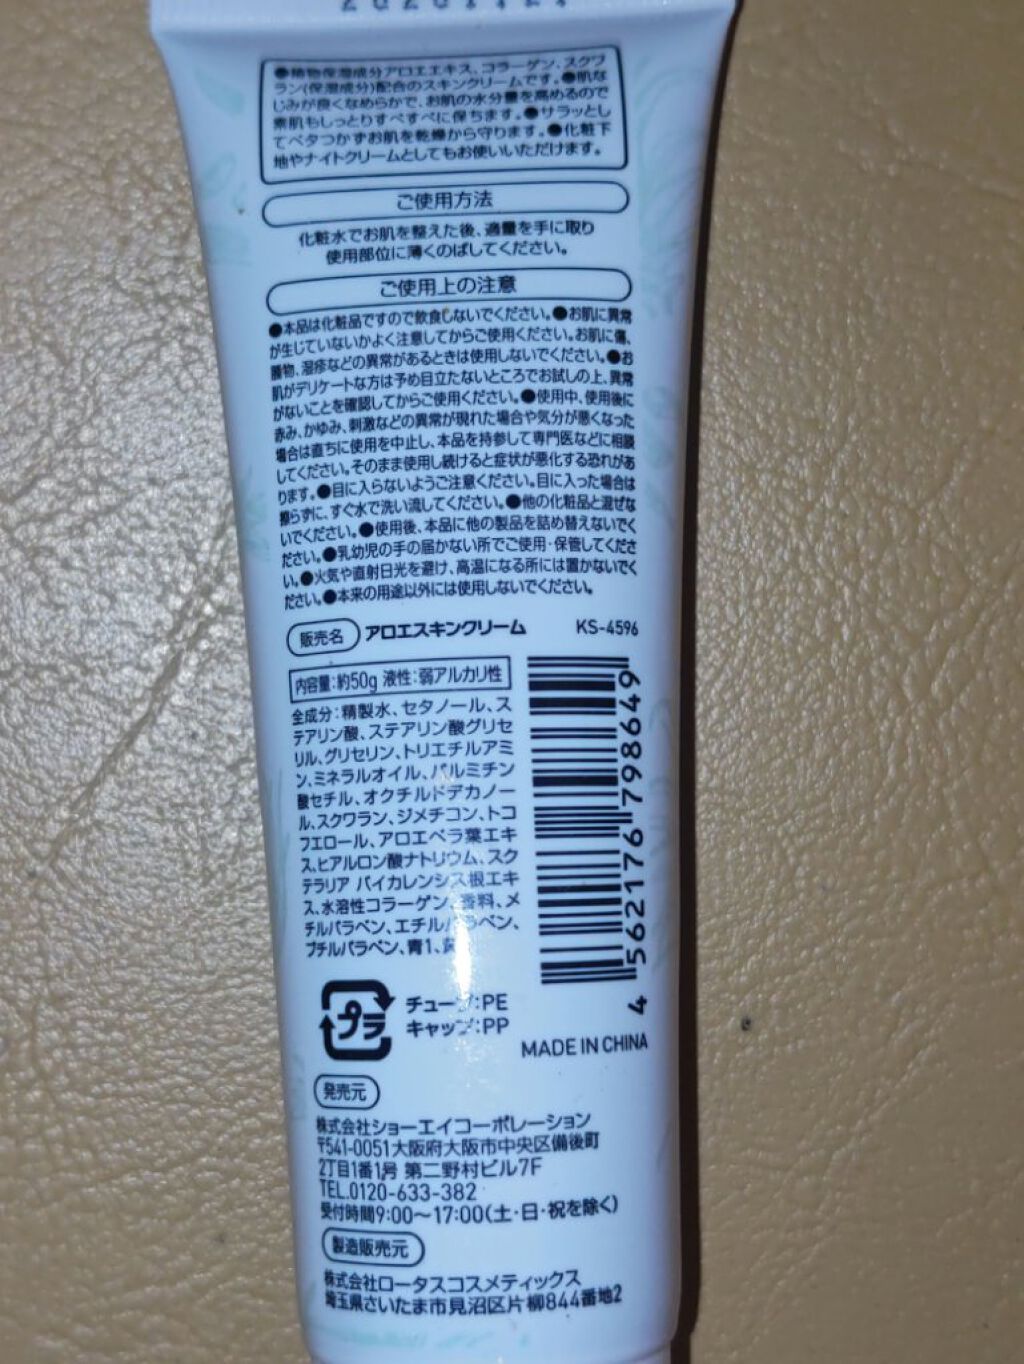 ●植物保湿成分アロエエキス、コラーゲン、スクワ
ラン(保湿成分)配合のスキンクリームです。●肌な
じみが良くなめらかで、お肌の水分量を高めるので
素肌もしっとりすべすべに保ちます。●サラッとし
てベタつかずお肌を乾燥から守ります。●化粧下
地やナイトクリームとしてもお使いいただけます。
ご使用方法
化粧水でお肌を整えた後、適量を手に取り
使用部位に薄くのばしてください。
ご使用上の注意
●本品は化粧品ですので飲食しないでください。●お肌に異常
が生じていないかよく注意してからご使用ください。お肌に傷、
腫物、湿疹などの異常があるときは使用しないでください。●お
肌がデリケートな方は予め目立たないところでお試しの上、異常
がないことを確認してからご使用ください。●使用中、使用後に
赤み、かゆみ、刺激などの異常が現れた場合や気分が悪くなった
場合は直ちに使用を中止し、本品を持参して専門医などに相談
してください。そのまま使用し続けると症状が悪化する恐れがあ
ります。●目に入らないようご注意ください。目に入った場合は
擦らずに、すぐ水で洗い流してください。●他の化粧品と混ぜな
いでください。●使用後、本品に他の製品を詰め替えないでく
ださい。●乳幼児の手の届かない所でご使用・保管してくださ
い。●火気や直射日光を避け、高温になる所には置かないでく
ださい。●本来の用途以外には使用しないでください。
販売名 アロエスキンクリーム KS-4596
内容量:約50g 液性:弱アルカリ性
全成分:精製水、セタノール、ス
テアリン酸、ステアリン酸グリセ
リル、グリセリン、トリエチルアミ
ン、ミネラルオイル、パルミチン
酸セチル、オクチルドデカノー
ル、スクワラン、ジメチコン、トコ
フエロール、アロエベラ葉エキ
ス、ヒアルロン酸ナトリウム、スク
テラリア バイカレンシス根エキ
ス、水溶性コラーゲン、香料、メ
チルパラベン、エチルパラベン、
ブチルパラベン、青1、
4 562176 798649
プラ
チューブ:PE
キャップ:PP
MADE IN CHINA
発売元
株式会社ショーエイコーポレーション
〒541-0051大阪府大阪市中央区備後町
2丁目1番1号 第二野村ビル7F
TEL.0120-633-382
受付時間9:00～17:00(土・日・祝を除く)
製造販売元
株式会社ロータスコスメティックス
埼玉県さいたま市見沼区片柳844番地2